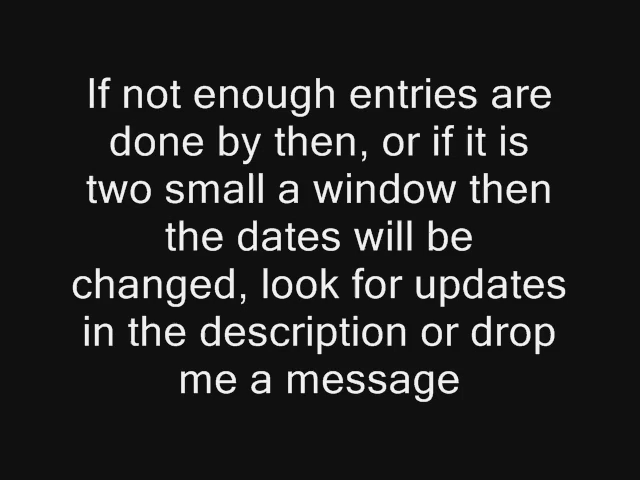 If not enough entries are
done by then, or if it is
two small a window then
the dates will be
changed, look for updates
in the description or drop
me a message